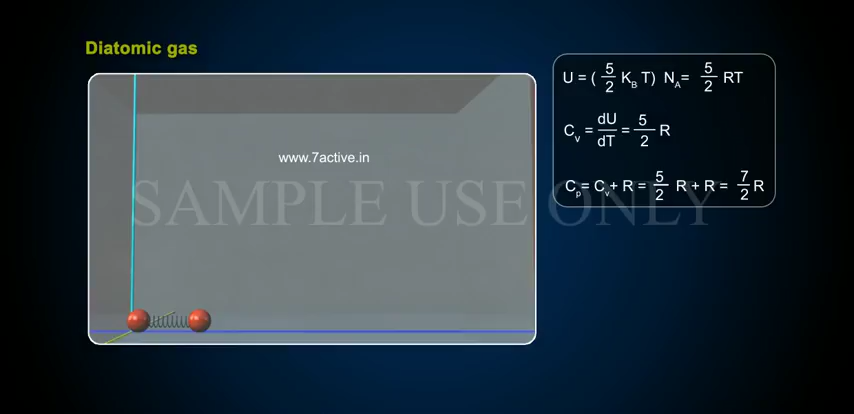 Diatomic gas
www.7active.in
SAMPLE USE ONLY
U = ( 5/2 K_B T) N_A = 5/2 RT
C_v = dU/dT = 5/2 R
C_p = C_v + R = 5/2 R + R = 7/2 R